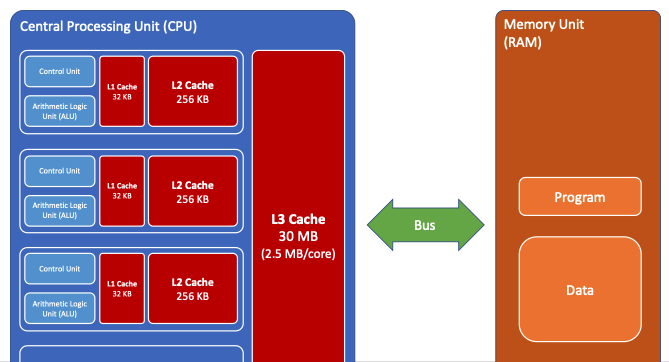 Central Processing Unit (CPU)
Control Unit
Arithmetic Logic
Unit (ALU)
L1 Cache
32 KB
L2 Cache
256 KB
Control Unit
Arithmetic Logic
Unit (ALU)
L1 Cache
32 KB
L2 Cache
256 KB
Control Unit
Arithmetic Logic
Unit (ALU)
L1 Cache
32 KB
L2 Cache
256 KB
L3 Cache
30 MB
(2.5 MB/core)
Bus
Memory Unit
(RAM)
Program
Data